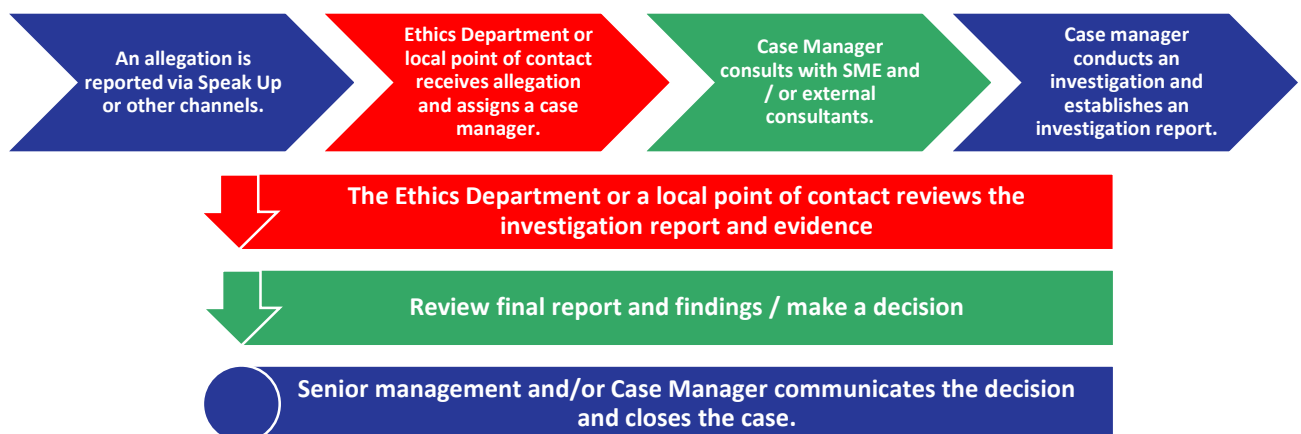 An allegation is
reported via Speak Up
or other channels.
Ethics Department or
local point of contact
receives allegation
and assigns a case
manager.
Case Manager
consults with SME and
/ or external
consultants.
Case manager
conducts an
investigation and
establishes an
investigation report.
The Ethics Department or a local point of contact reviews the
investigation report and evidence
Review final report and findings / make a decision
Senior management and/or Case Manager communicates the decision
and closes the case.